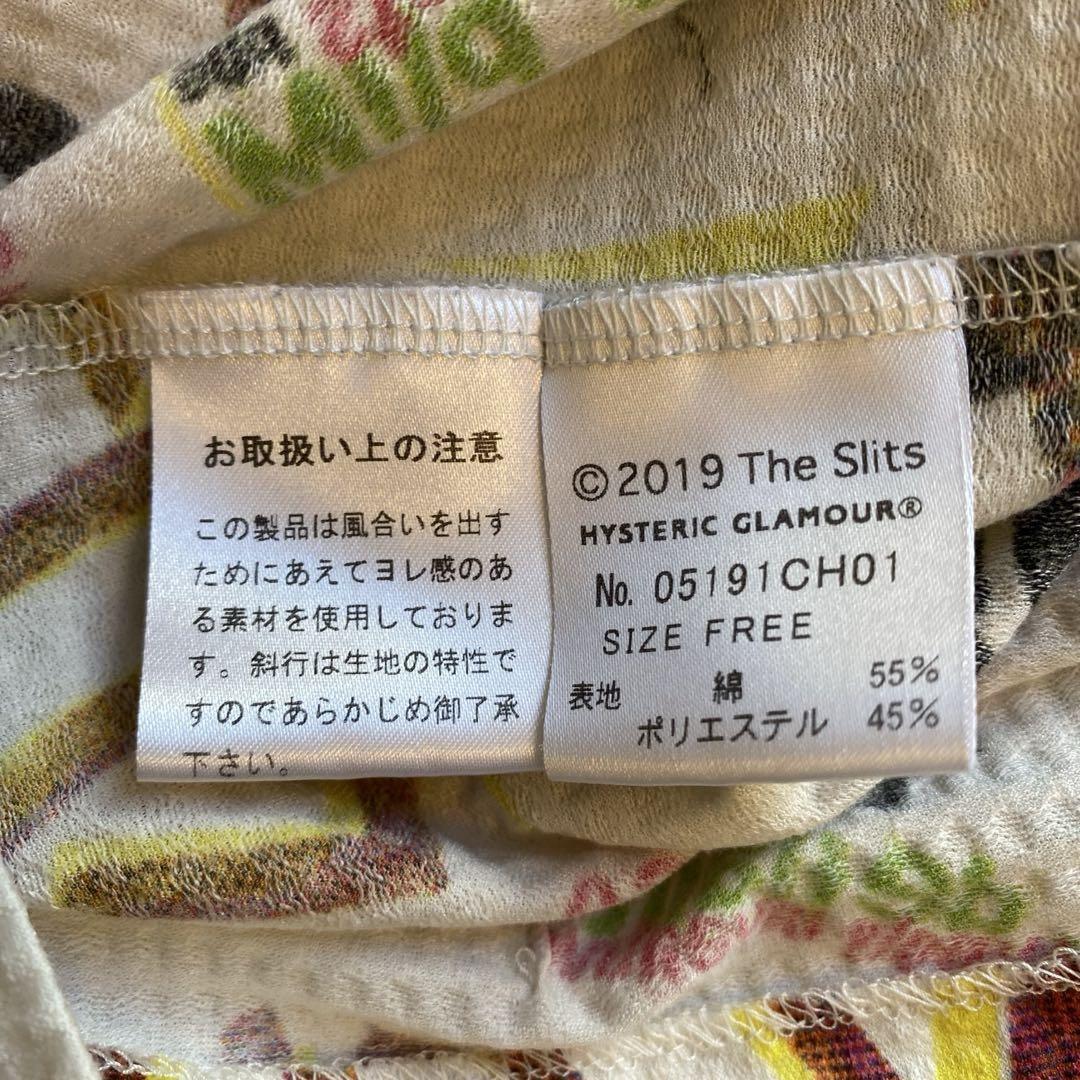 お取扱い上の注意
この製品は風合いを出す
ためにあえてヨレ感のあ
る素材を使用しておりま
す。斜行は生地の特性で
すのであらかじめ御了承
下さい。
©2019 The Slits
HYSTERIC GLAMOUR®
No. 05191CH01
SIZE FREE
表地 綿 55%
ポリエステル 45%